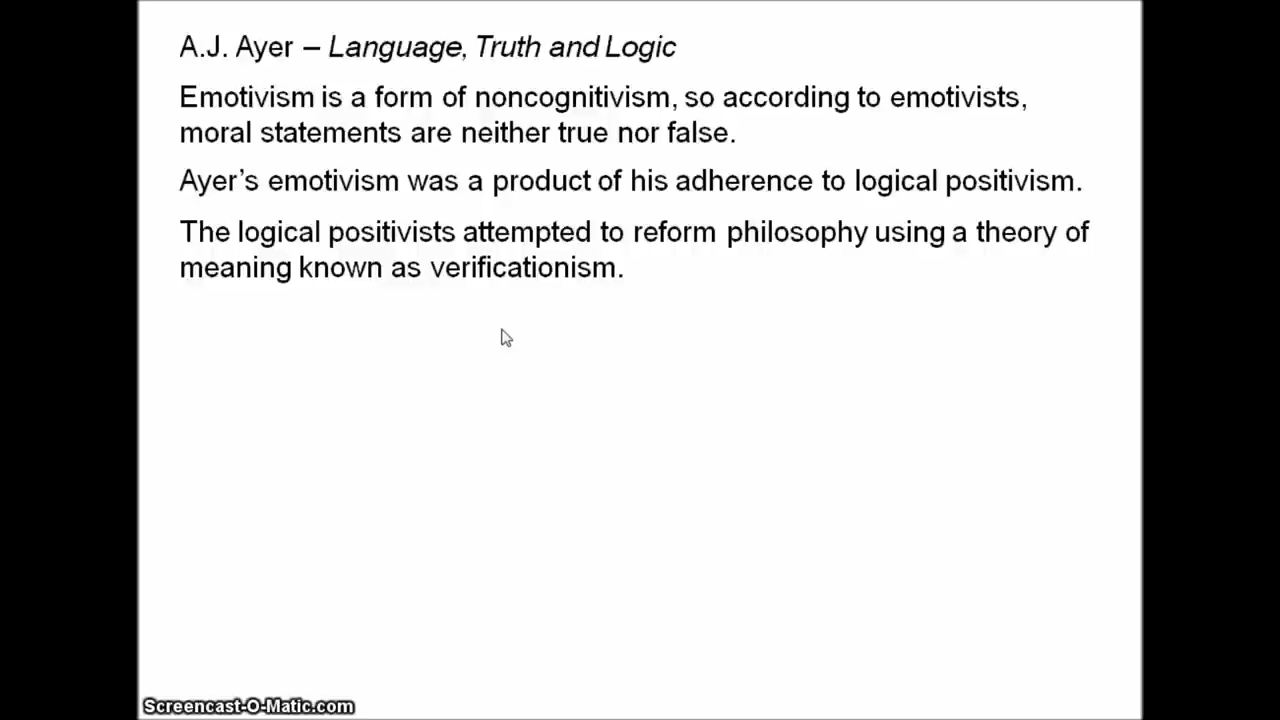 A.J. Ayer – Language, Truth and Logic
Emotivism is a form of noncognitivism, so according to emotivists,
moral statements are neither true nor false.
Ayer’s emotivism was a product of his adherence to logical positivism.
The logical positivists attempted to reform philosophy using a theory of
meaning known as verificationism.
Screencast-O-Matic.com